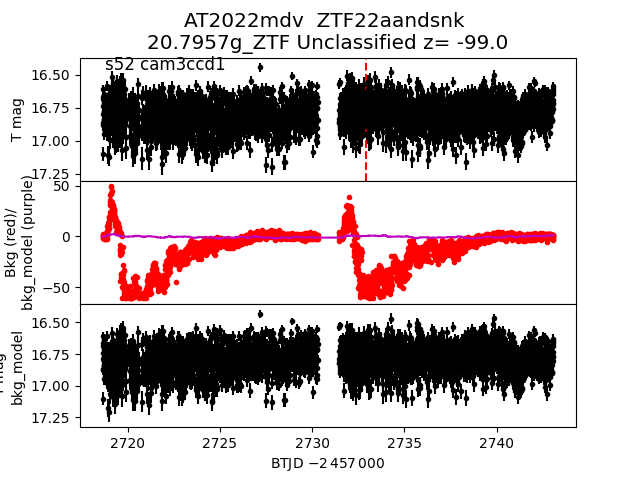 AT2022mdv  ZTF22aandsnk
20.7957g_ZTF Unclassified z= -99.0
s52 cam3ccd1
16.50
16.75
17.00
17.25
T mag
50
0
−50
Bkg (red)/
bkg_model (purple)
16.50
16.75
17.00
17.25
bkg_model
2720
2725
2730
2735
2740
BTJD −2 457 000